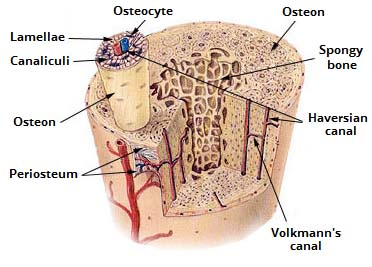 Osteocyte
Osteon
Lamellae
Canaliculi
Spongy
bone
Osteon
Haversian
canal
Periosteum
Volkmann's
canal